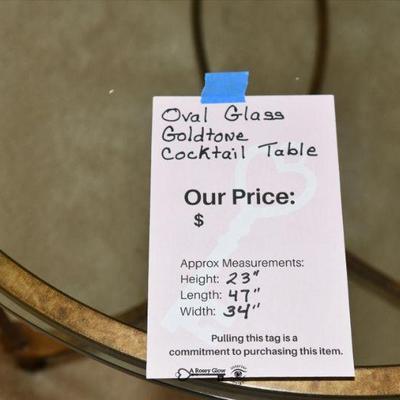 Oval Glass
Goldtone
Cocktail Table
Our Price:
$
Approx Measurements:
Height: 23"
Length: 47"
Width: 34"
Pulling this tag is a
commitment to purchasing this item.
A Rosey Glow